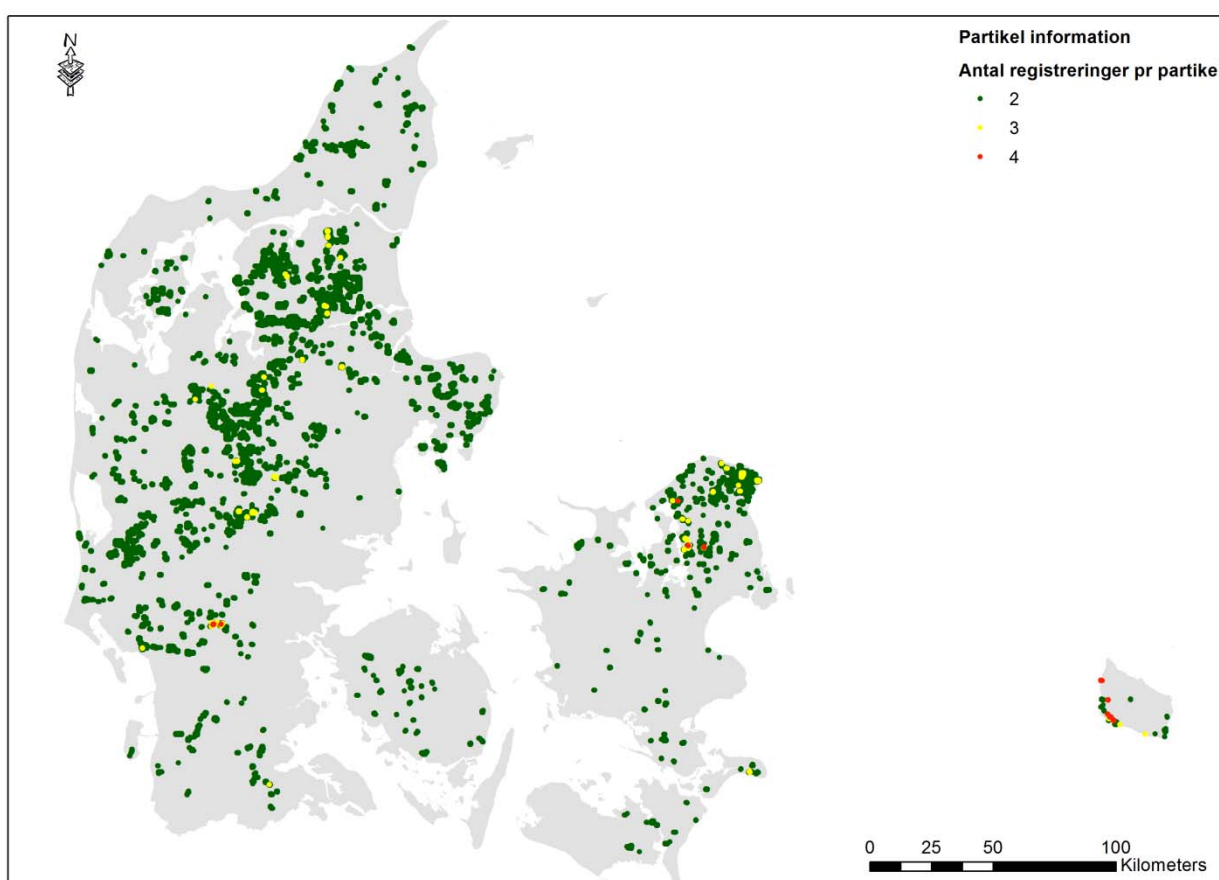 N
Partikel information
Antal registreringer pr partike
2
3
4
0 25 50 100
Kilometers